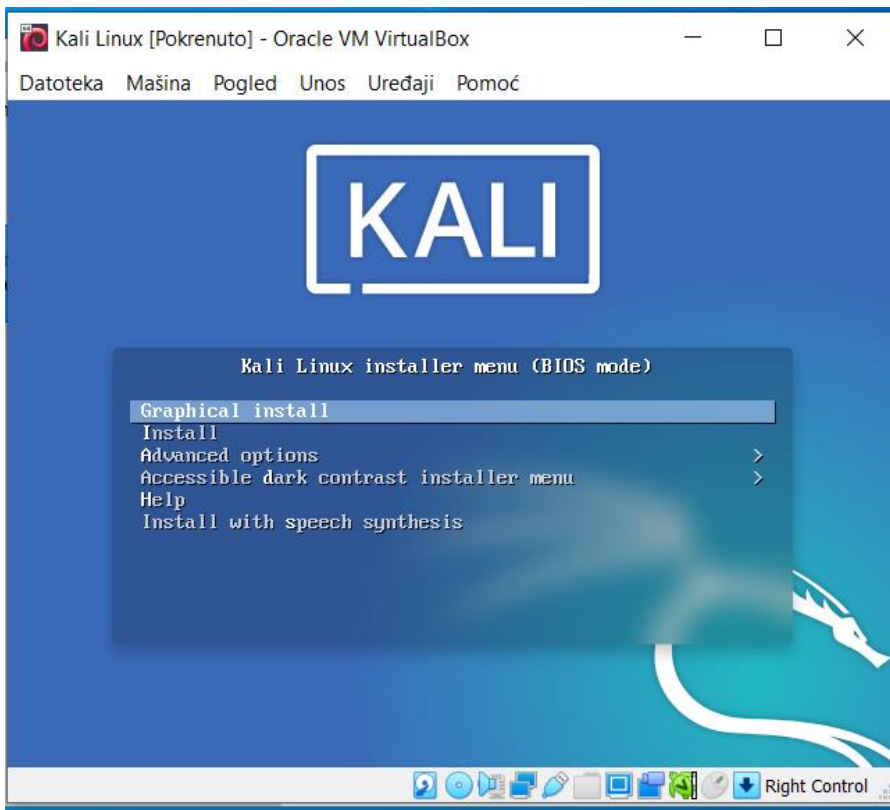 Kali Linux [Pokrenuto] - Oracle VM VirtualBox
Datoteka Mašina Pogled Unos Uređaji Pomoć
KALI
Kali Linux installer menu (BIOS mode)
Graphical install
Install
Advanced options >
Accessible dark contrast installer menu >
Help
Install with speech synthesis
Right Control